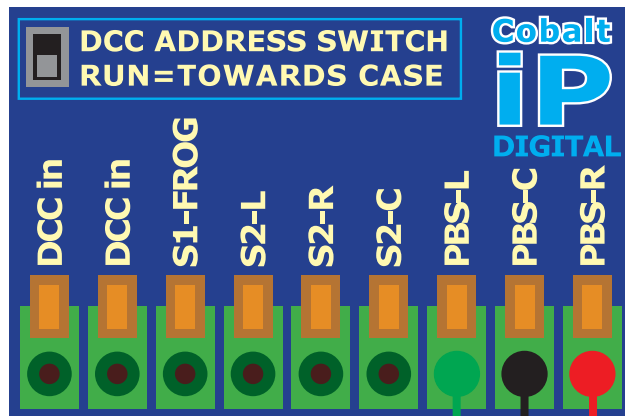 DCC ADDRESS SWITCH
RUN=TOWARDS CASE
Cobalt
iP
DIGITAL
DCC in
DCC in
S1-FROG
S2-L
S2-R
S2-C
PBS-L
PBS-C
PBS-R